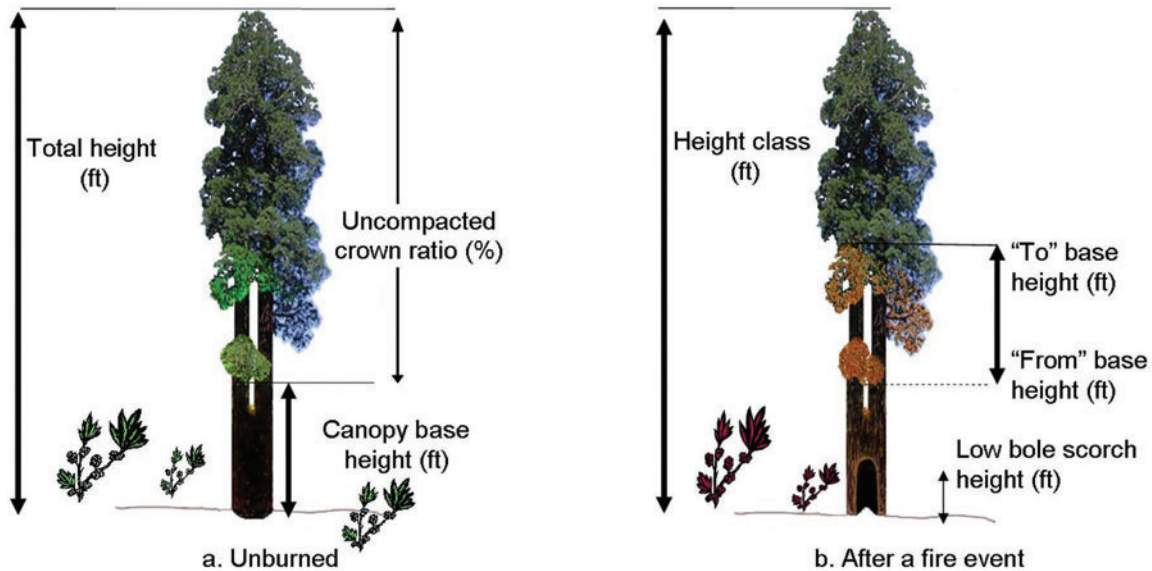 Total height
(ft)
Uncompacted
crown ratio (%)
Canopy base
height (ft)
a. Unburned
Height class
(ft)
“To” base
height (ft)
“From” base
height (ft)
Low bole scorch
height (ft)
b. After a fire event